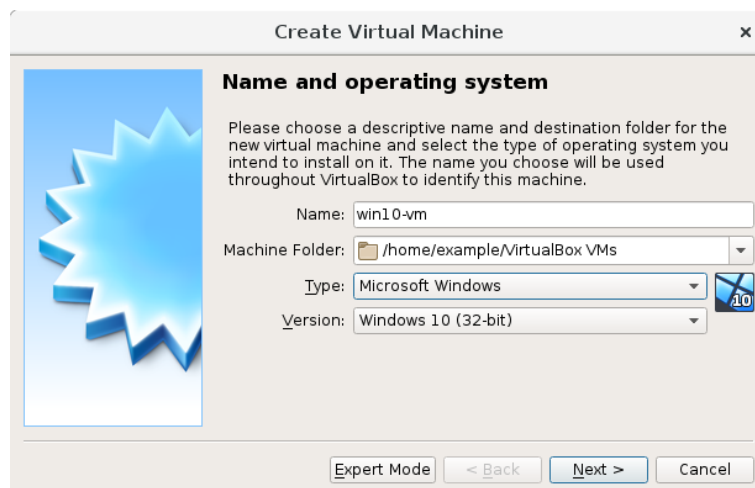 Create Virtual Machine
×
Name and operating system
Please choose a descriptive name and destination folder for the
new virtual machine and select the type of operating system you
intend to install on it. The name you choose will be used
throughout VirtualBox to identify this machine.
Name: win10-vm
Machine Folder: /home/example/VirtualBox VMs
Type: Microsoft Windows
10
Version: Windows 10 (32-bit)
Expert Mode < Back Next > Cancel